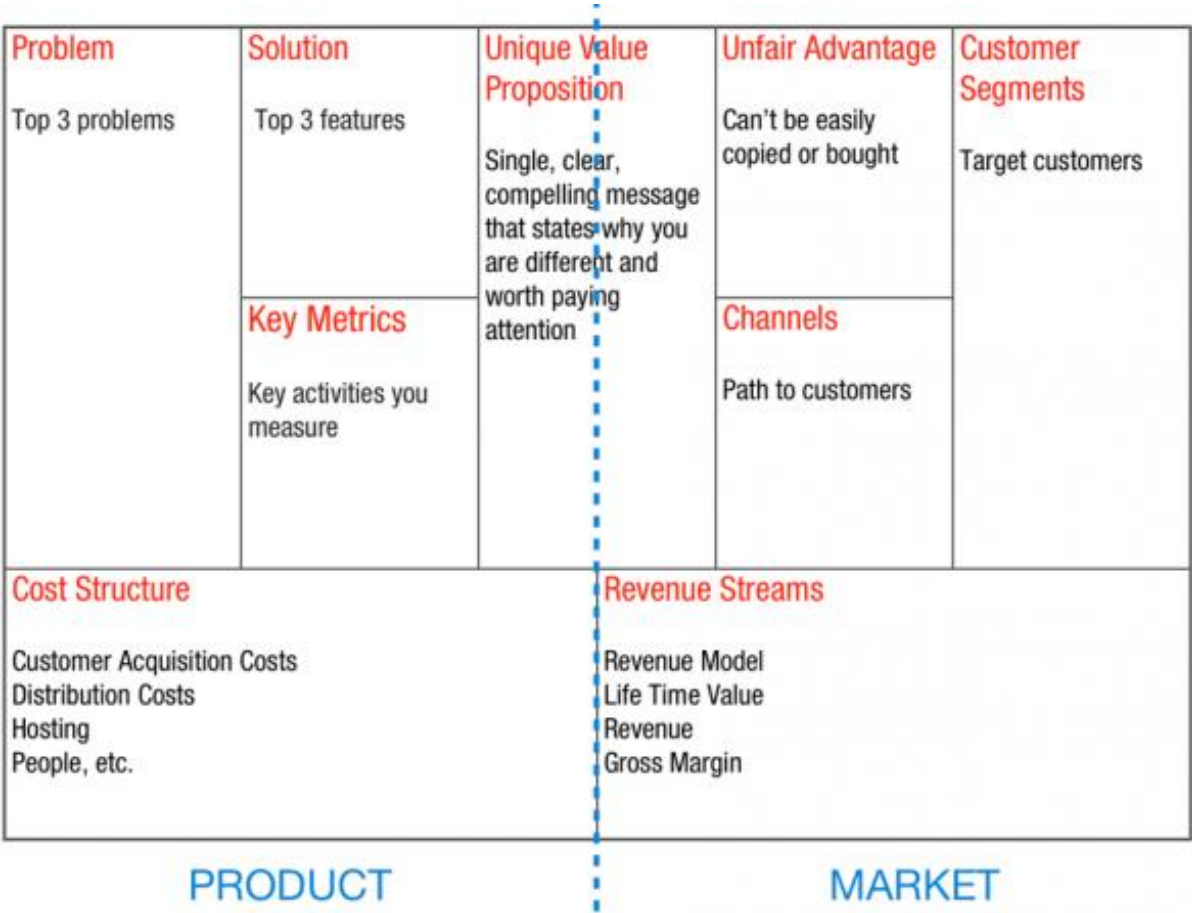 Problem
Top 3 problems
Solution
Top 3 features
Key Metrics
Key activities you
measure
Unique Value
Proposition
Single, clear,
compelling message
that states why you
are different and
worth paying
attention
Unfair Advantage
Can't be easily
copied or bought
Channels
Path to customers
Customer
Segments
Target customers
Cost Structure
Customer Acquisition Costs
Distribution Costs
Hosting
People, etc.
Revenue Streams
Revenue Model
Life Time Value
Revenue
Gross Margin
PRODUCT
MARKET